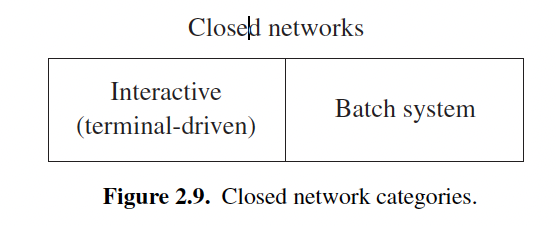 Closed networks
Interactive
(terminal-driven)
Batch system
Figure 2.9. Closed network categories.